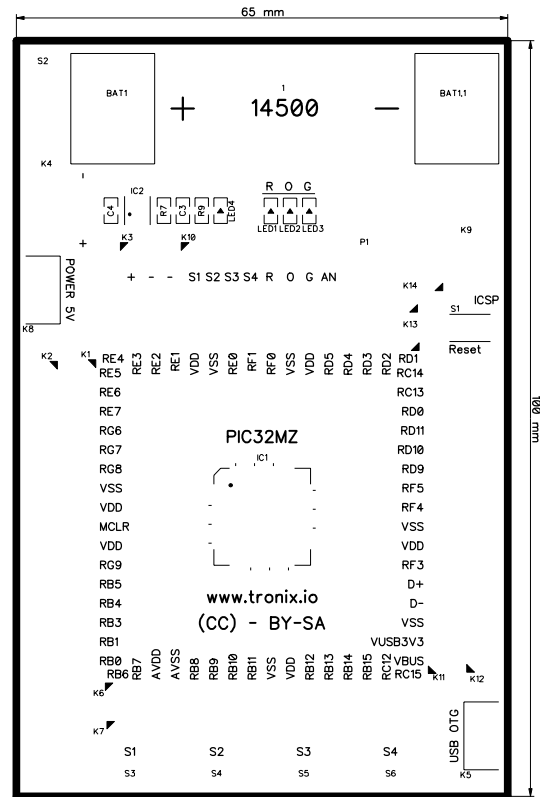 65 mm
S2
BAT1
1
14500
BAT1,1
K4
IC2
C4
R7
C3
R9
LED4
R O G
LED1 LED2 LED3
K3
K10
P1
K9
+ - - S1 S2 S3 S4 R O G AN
POWER 5V
K8
K14
ICSP
S1
K13
Reset
100 mm
K2
K1
RE4 RE3 RE2 RE1 VDD VSS RE0 RF1 RF0 VSS VDD RD5 RD4 RD3 RD2 RD1
RE5 RC14
RE6 RC13
RE7 RD0
RG6 RD11
RG7 RD10
PIC32MZ
IC1
RG8 RD9
VSS RF5
VDD RF4
MCLR VSS
VDD VDD
RG9 RF3
RB5 D+
RB4 D-
www.tronix.io
RB3 VSS
(CC) - BY-SA
RB1 VUSB3V3
RB0 VBUS
RB6 RB7 AVDD AVSS RB8 RB9 RB10 RB11 VSS VDD RB12 RB13 RB14 RB15 RC12 RC15
K11
K12
K6
K7
USB OTG
K5
S1 S2 S3 S4
S3 S4 S5 S6